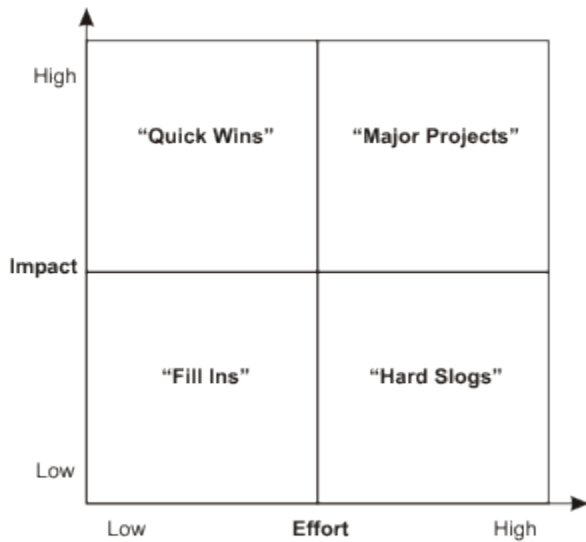 High
“Quick Wins”
“Major Projects”
Impact
“Fill Ins”
“Hard Slogs”
Low
Low
Effort
High